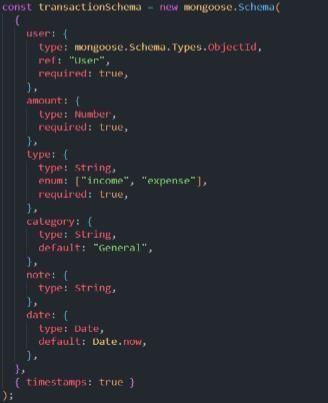 const transactionSchema = new mongoose.Schema(
  {
    user: {
      type: mongoose.Schema.Types.ObjectId,
      ref: "User",
      required: true,
    },
    amount: {
      type: Number,
      required: true,
    },
    type: {
      type: String,
      enum: ["income", "expense"],
      required: true,
    },
    category: {
      type: String,
      default: "General",
    },
    note: {
      type: String,
    },
    date: {
      type: Date,
      default: Date.now,
    },
  },
  { timestamps: true }
);